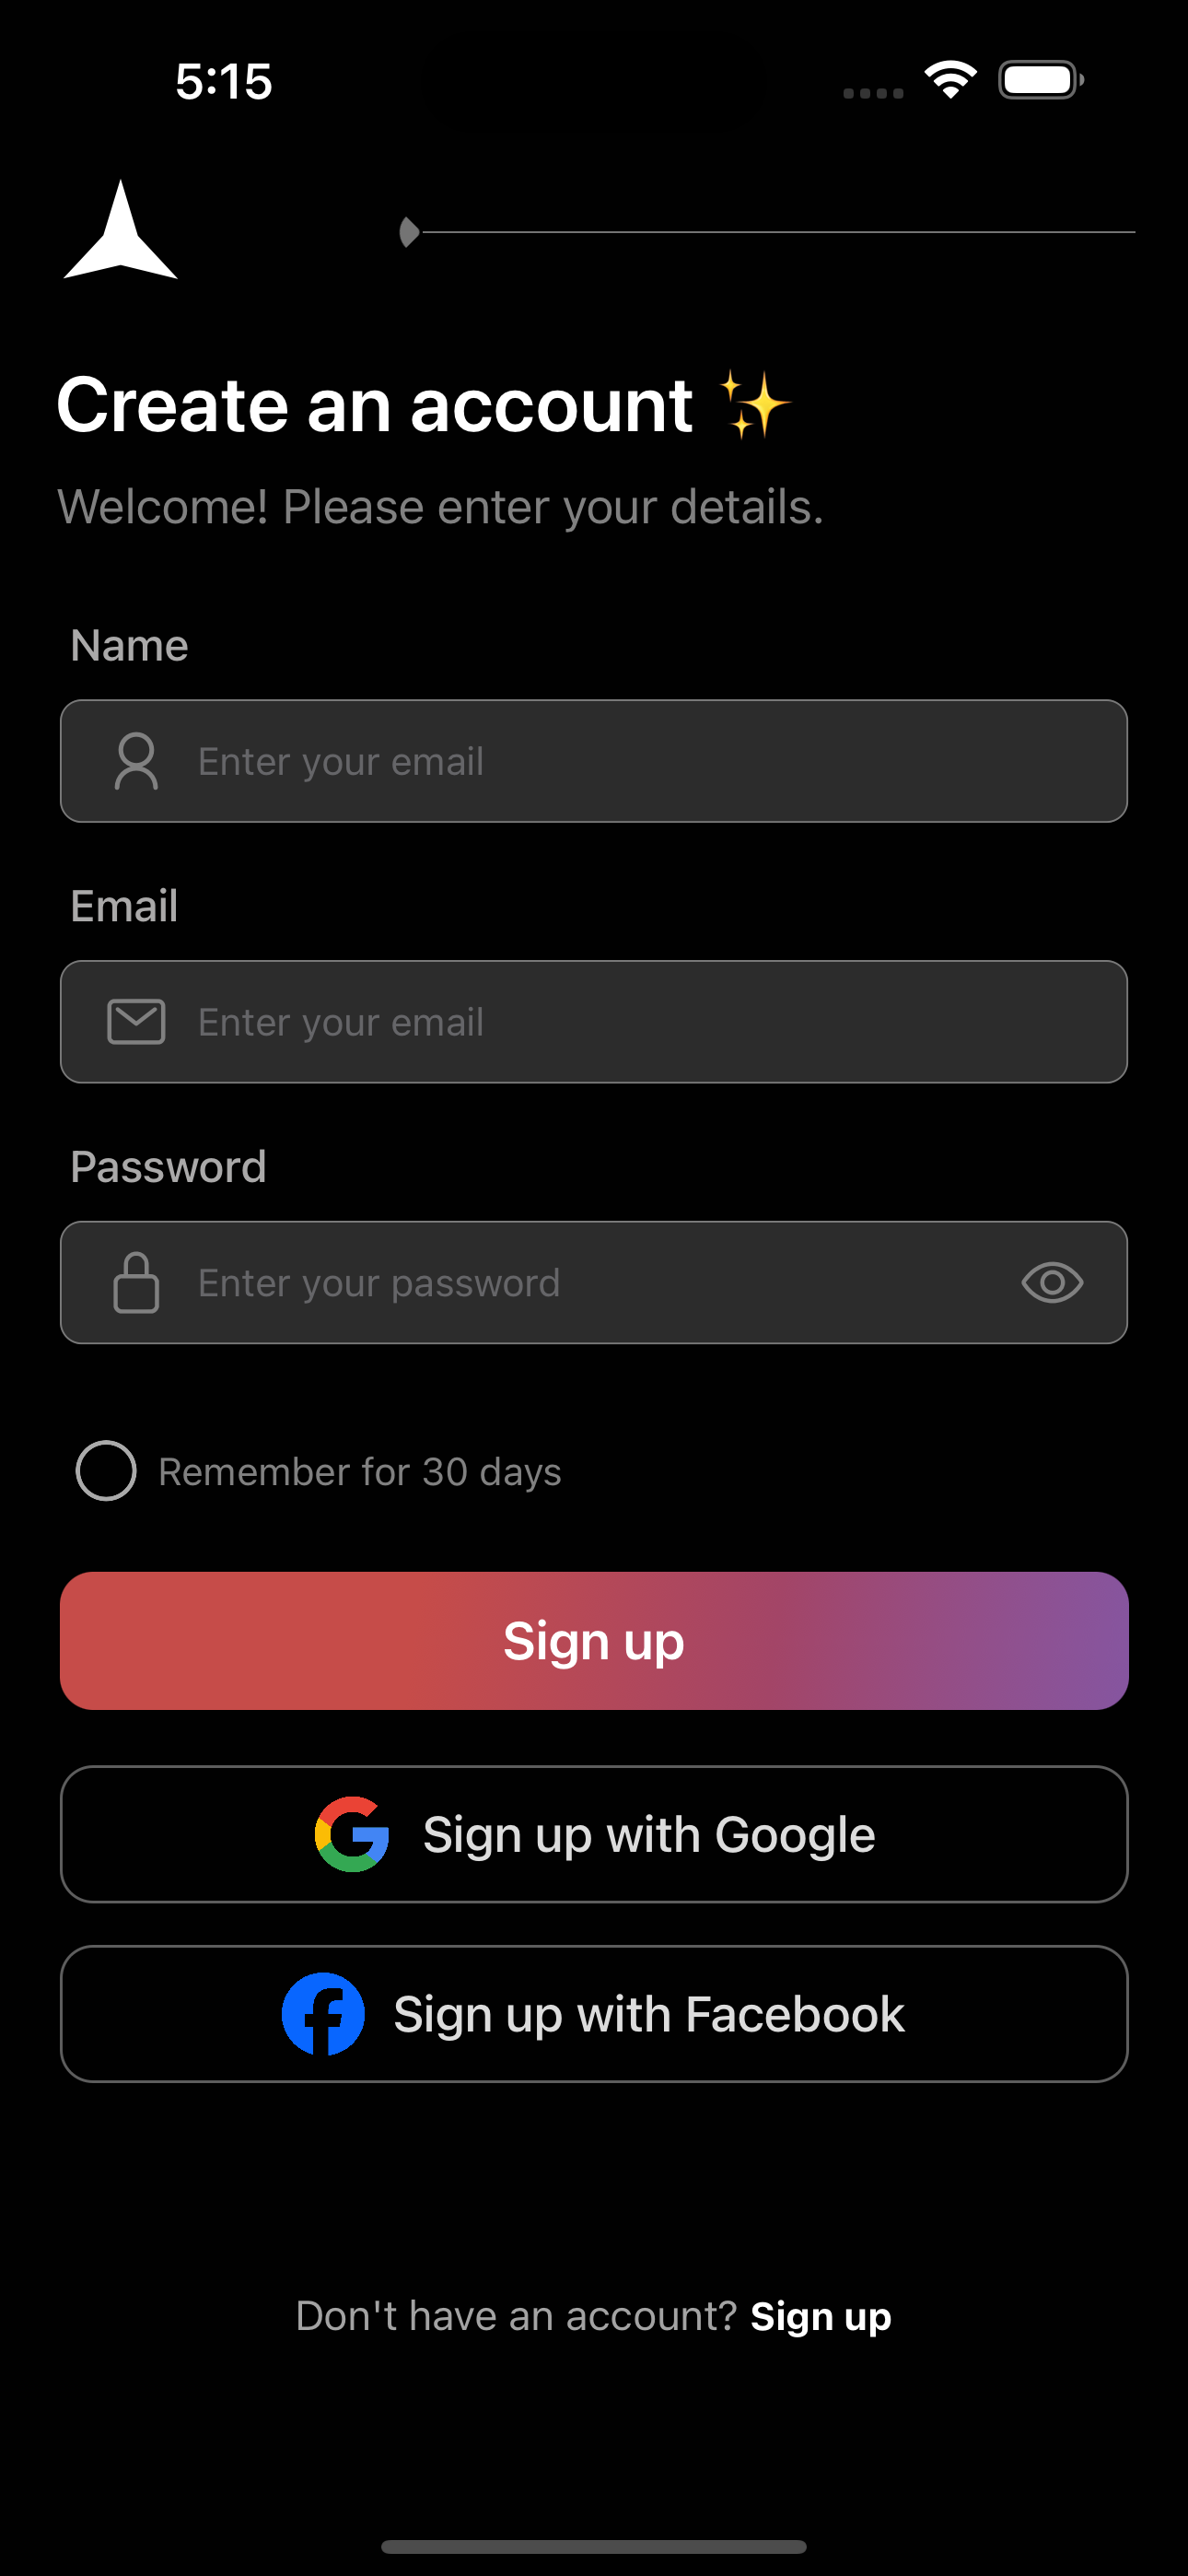 5:15
Create an account ✨
Welcome! Please enter your details.
Name
Enter your email
Email
Enter your email
Password
Enter your password
Remember for 30 days
Sign up
Sign up with Google
Sign up with Facebook
Don't have an account? Sign up